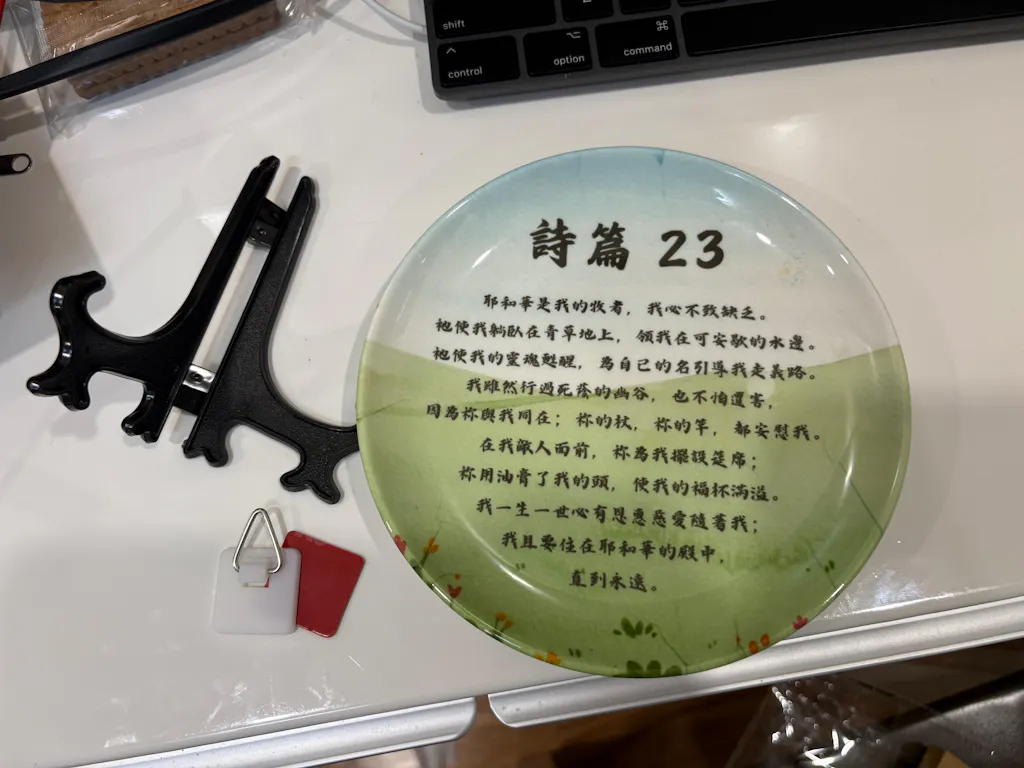 shift
⌃
⌥
⌘
control
option
command
詩篇 23
耶和華是我的牧者，我必不致缺乏。
祂使我躺臥在青草地上，領我在可安歇的水邊。
祂使我的靈魂甦醒，為自己的名引導我走義路。
我雖然行過死蔭的幽谷，也不怕遭害，
因為祢與我同在；祢的杖，祢的竿，都安慰我。
在我敵人面前，祢為我擺設筵席；
祢用油膏了我的頭，使我的福杯滿溢。
我一生一世必有恩惠慈愛隨著我；
我且要住在耶和華的殿中，
直到永遠。